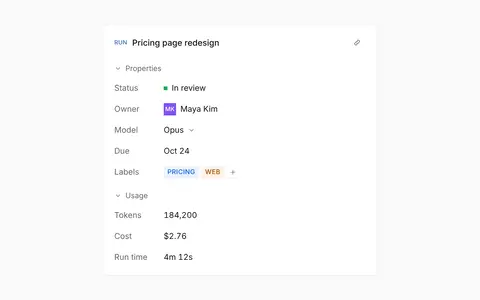 RUN Pricing page redesign
Properties
Status In review
Owner MK Maya Kim
Model Opus
Due Oct 24
Labels PRICING WEB +
Usage
Tokens 184,200
Cost $2.76
Run time 4m 12s